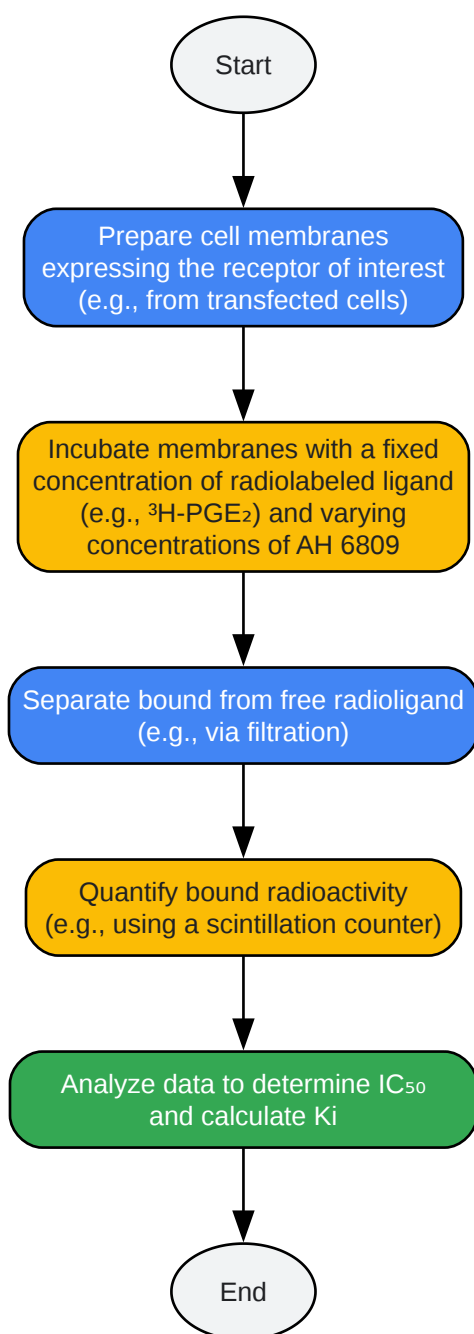 Start
Prepare cell membranes
expressing the receptor of interest
(e.g., from transfected cells)
Incubate membranes with a fixed
concentration of radiolabeled ligand
(e.g., ³H-PGE₂) and varying
concentrations of AH 6809
Separate bound from free radioligand
(e.g., via filtration)
Quantify bound radioactivity
(e.g., using a scintillation counter)
Analyze data to determine IC₅₀
and calculate Ki
End